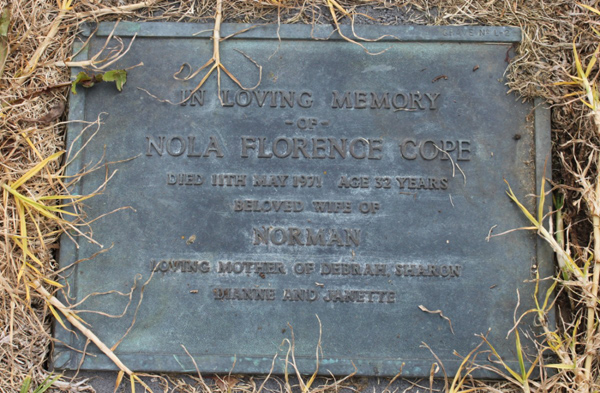 IN LOVING MEMORY
- OF -
NOLA FLORENCE COPE
DIED 11TH MAY 1971 AGE 32 YEARS
BELOVED WIFE OF
NORMAN
LOVING MOTHER OF DEBRAH, SHARON
DIANNE AND JANETTE